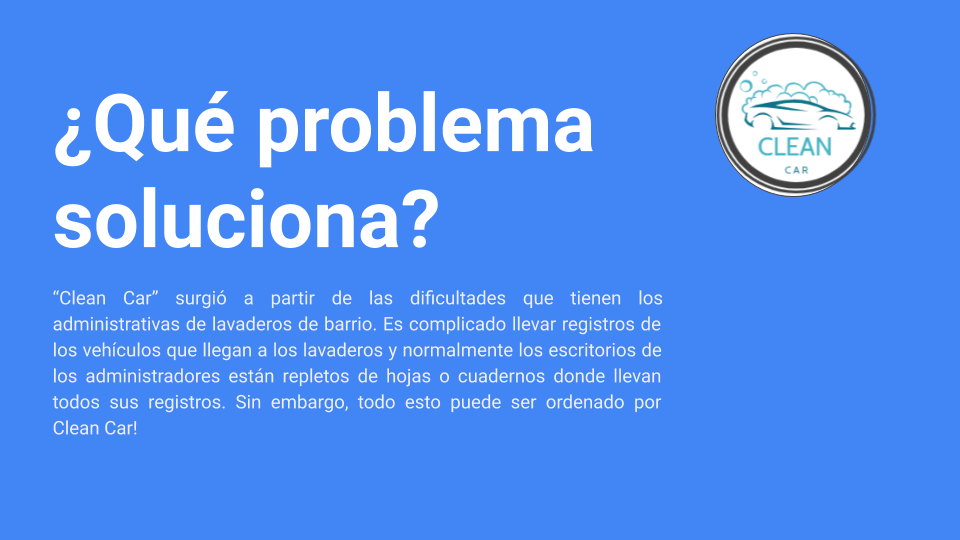 ¿Qué problema
soluciona?
CLEAN
CAR
“Clean Car” surgió a partir de las dificultades que tienen los
administrativas de lavaderos de barrio. Es complicado llevar registros de
los vehículos que llegan a los lavaderos y normalmente los escritorios de
los administradores están repletos de hojas o cuadernos donde llevan
todos sus registros. Sin embargo, todo esto puede ser ordenado por
Clean Car!